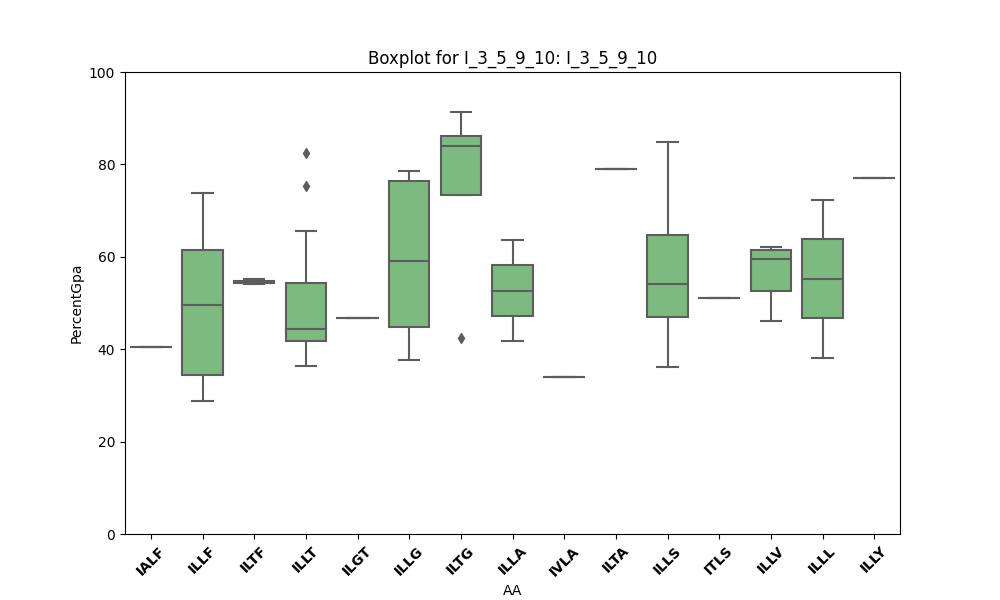 Boxplot for I_3_5_9_10: I_3_5_9_10
100
80
60
40
20
0
PercentGpa
IALF
ILLF
ILTF
ILLT
ILGT
ILLG
ILTG
ILLA
IVLA
ILTA
ILLS
ITLS
ILLV
ILLL
ILLY
AA